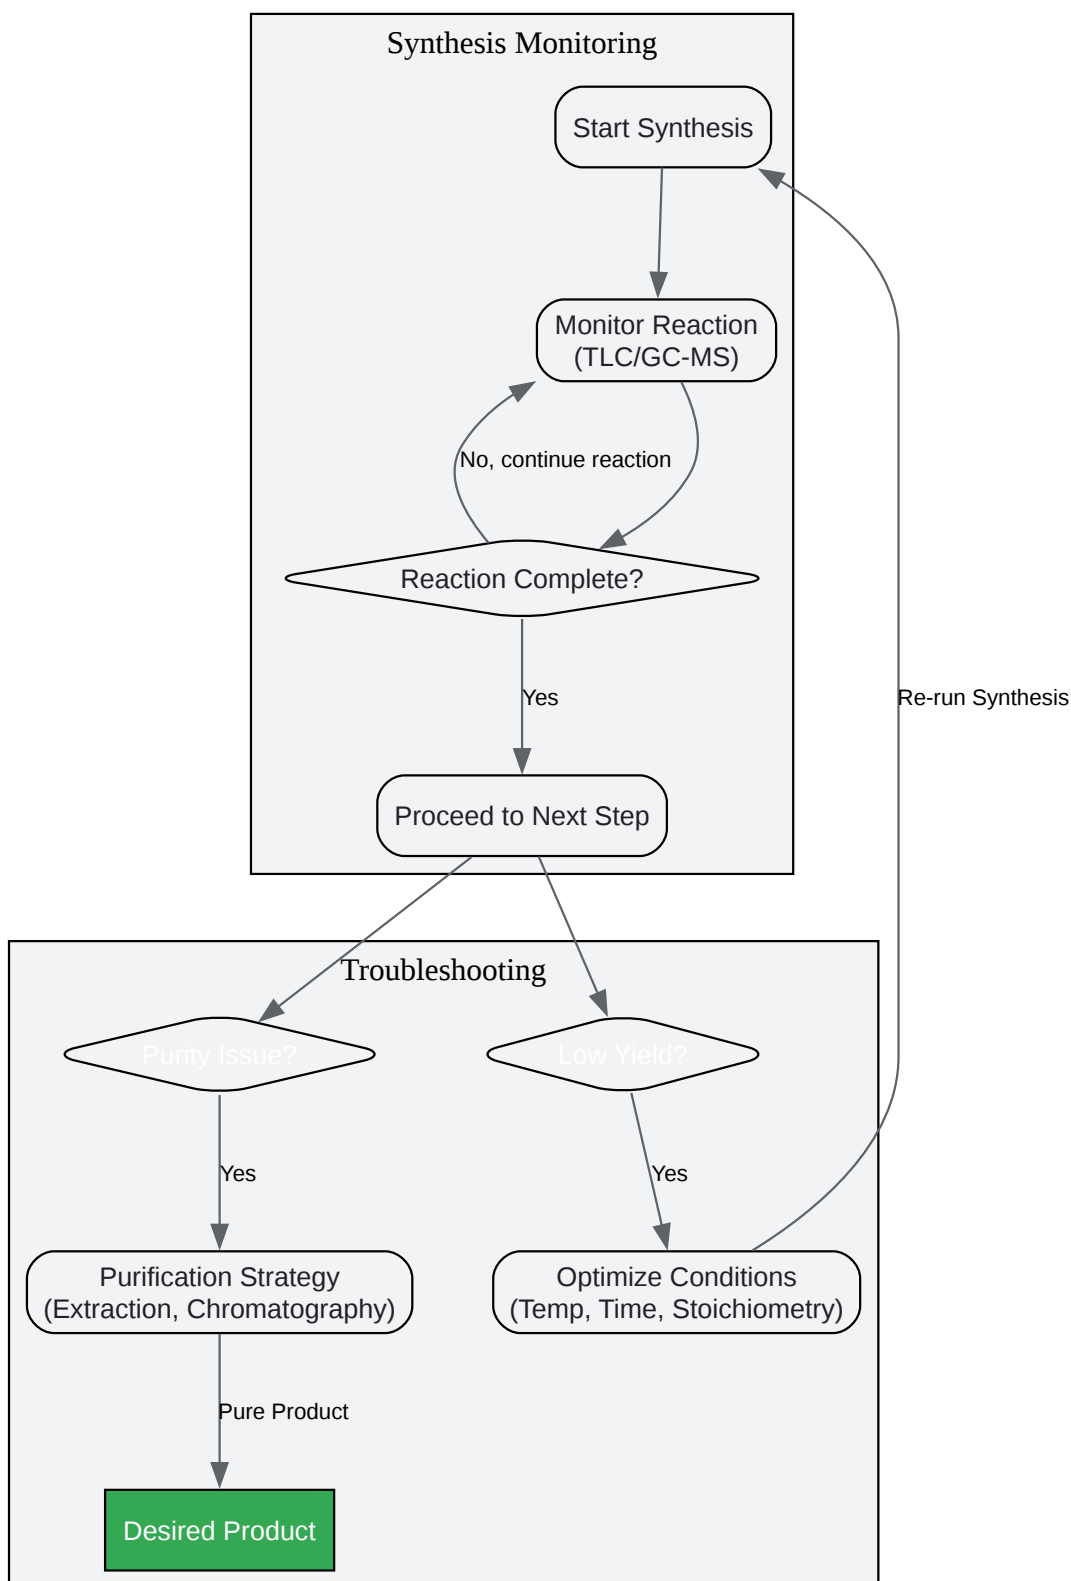 Synthesis Monitoring
Start Synthesis
Monitor Reaction
(TLC/GC-MS)
No, continue reaction
Reaction Complete?
Yes
Re-run Synthesis
Proceed to Next Step
Troubleshooting
Purity Issue?
Low Yield?
Yes
Yes
Purification Strategy
(Extraction, Chromatography)
Optimize Conditions
(Temp, Time, Stoichiometry)
Pure Product
Desired Product